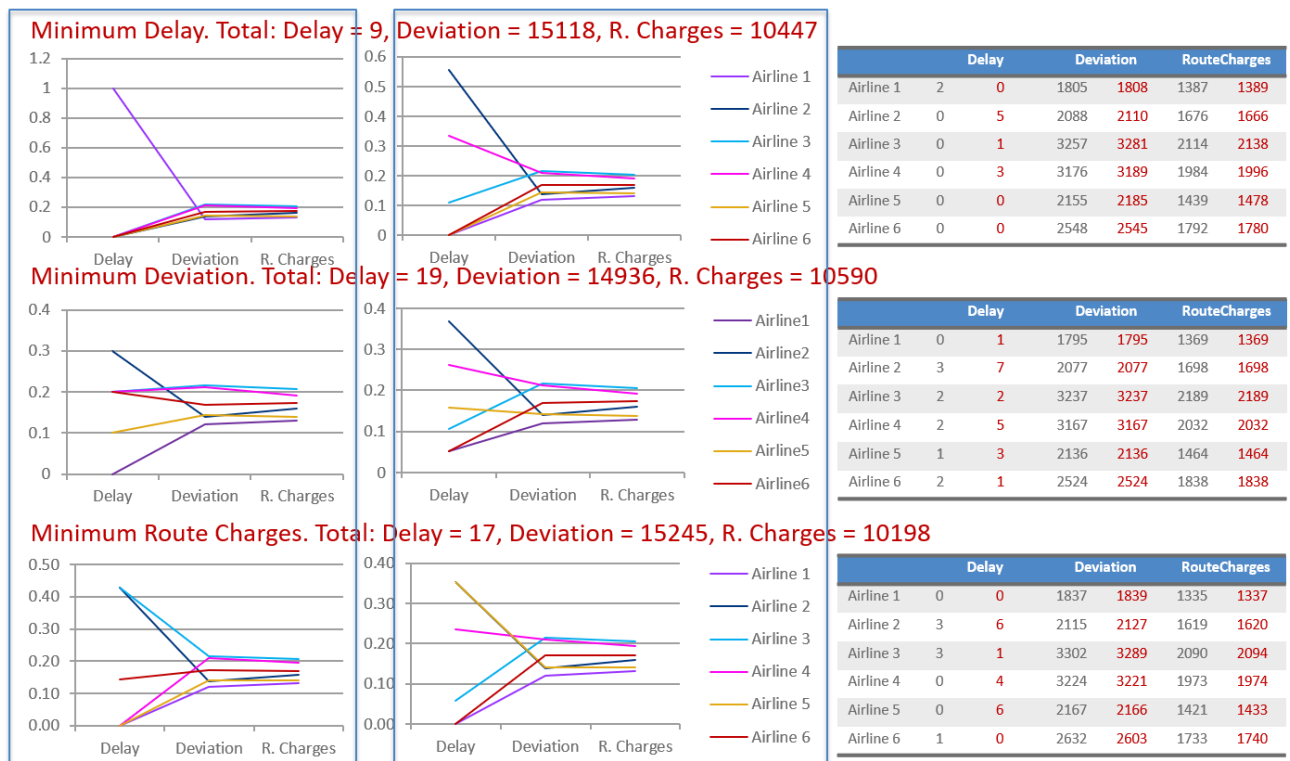 Minimum Delay. Total: Delay = 9, Deviation = 15118, R. Charges = 10447
1.2
1
0.8
0.6
0.4
0.2
0
Delay Deviation R. Charges
0.6
0.5
0.4
0.3
0.2
0.1
0
Delay Deviation R. Charges
Airline 1
Airline 2
Airline 3
Airline 4
Airline 5
Airline 6
Delay Deviation RouteCharges
Airline 1 2 0 1805 1808 1387 1389
Airline 2 0 5 2088 2110 1676 1666
Airline 3 0 1 3257 3281 2114 2138
Airline 4 0 3 3176 3189 1984 1996
Airline 5 0 0 2155 2185 1439 1478
Airline 6 0 0 2548 2545 1792 1780
Minimum Deviation. Total: Delay = 19, Deviation = 14936, R. Charges = 10590
0.4
0.3
0.2
0.1
0
Delay Deviation R. Charges
0.4
0.3
0.2
0.1
0
Delay Deviation R. Charges
Airline1
Airline2
Airline3
Airline4
Airline5
Airline6
Delay Deviation RouteCharges
Airline 1 0 1 1795 1795 1369 1369
Airline 2 3 7 2077 2077 1698 1698
Airline 3 2 2 3237 3237 2189 2189
Airline 4 2 5 3167 3167 2032 2032
Airline 5 1 3 2136 2136 1464 1464
Airline 6 2 1 2524 2524 1838 1838
Minimum Route Charges. Total: Delay = 17, Deviation = 15245, R. Charges = 10198
0.50
0.40
0.30
0.20
0.10
0.00
Delay Deviation R. Charges
0.40
0.30
0.20
0.10
0.00
Delay Deviation R. Charges
Airline 1
Airline 2
Airline 3
Airline 4
Airline 5
Airline 6
Delay Deviation RouteCharges
Airline 1 0 0 1837 1839 1335 1337
Airline 2 3 6 2115 2127 1619 1620
Airline 3 3 1 3302 3289 2090 2094
Airline 4 0 4 3224 3221 1973 1974
Airline 5 0 6 2167 2166 1421 1433
Airline 6 1 0 2632 2603 1733 1740